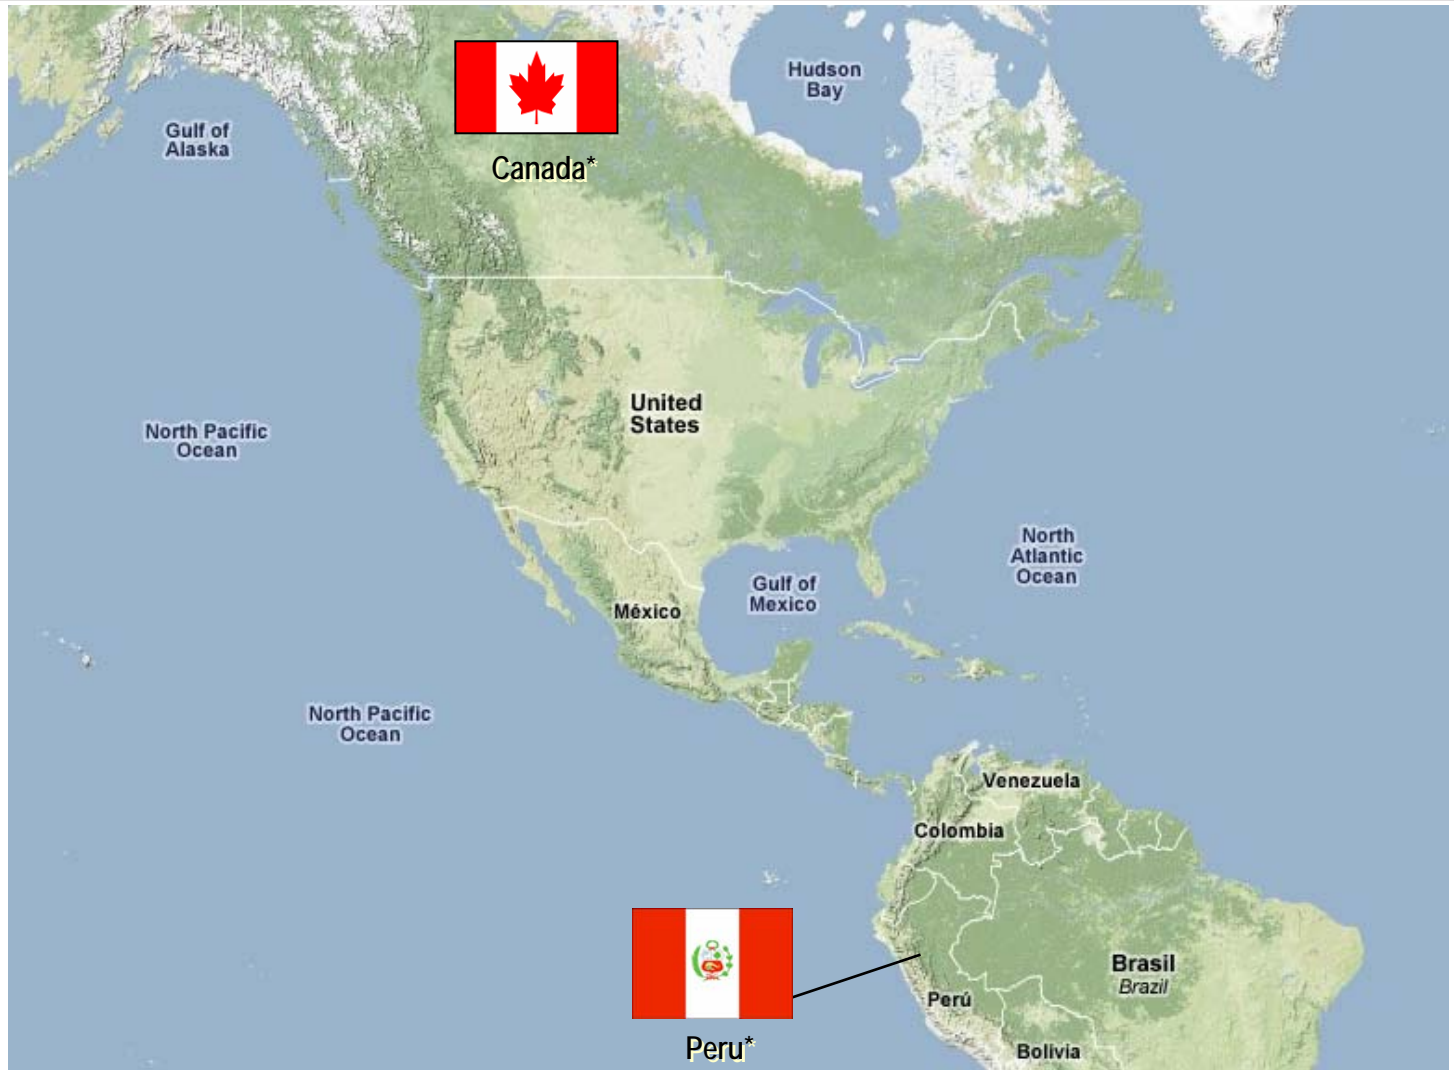 Hudson
Bay
Gulf of
Alaska
Canada*
United
States
North Pacific
Ocean
North
Atlantic
Ocean
Gulf of
Mexico
México
North Pacific
Ocean
Venezuela
Colombia
Brasil
Brazil
Perú
Peru*
Bolivia